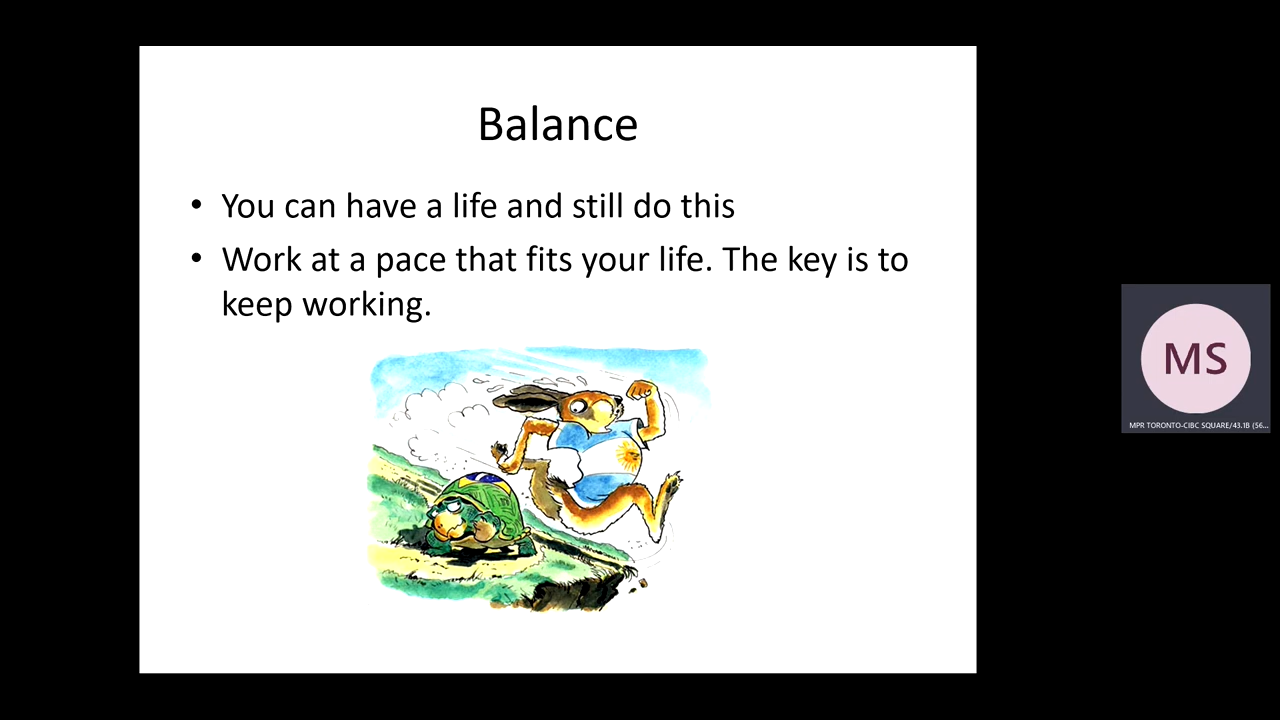 Balance
• You can have a life and still do this
• Work at a pace that fits your life. The key is to
keep working.
MS
MPR TORONTO-CIBC SQUARE/43.1B (56...